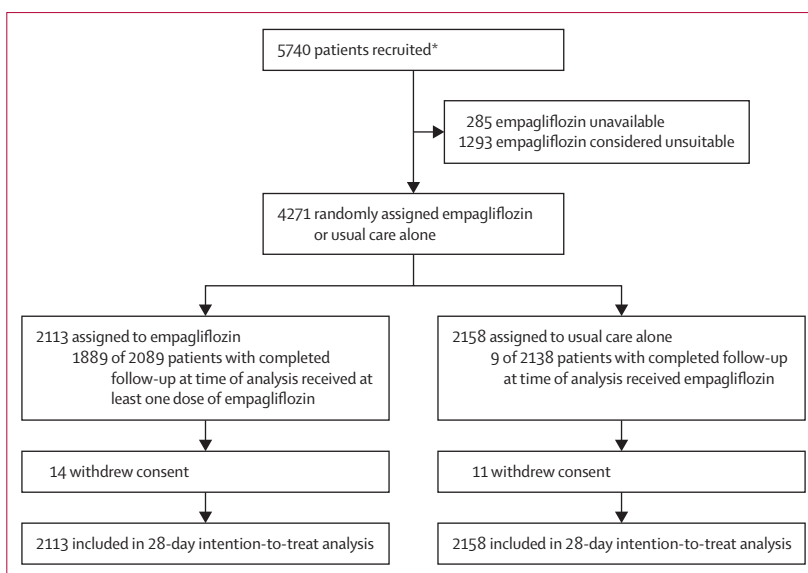 5740 patients recruited*
285 empagliflozin unavailable
1293 empagliflozin considered unsuitable
4271 randomly assigned empagliflozin
or usual care alone
2113 assigned to empagliflozin
1889 of 2089 patients with completed
follow-up at time of analysis received at
least one dose of empagliflozin
2158 assigned to usual care alone
9 of 2138 patients with completed follow-up
at time of analysis received empagliflozin
14 withdrew consent
11 withdrew consent
2113 included in 28-day intention-to-treat analysis
2158 included in 28-day intention-to-treat analysis